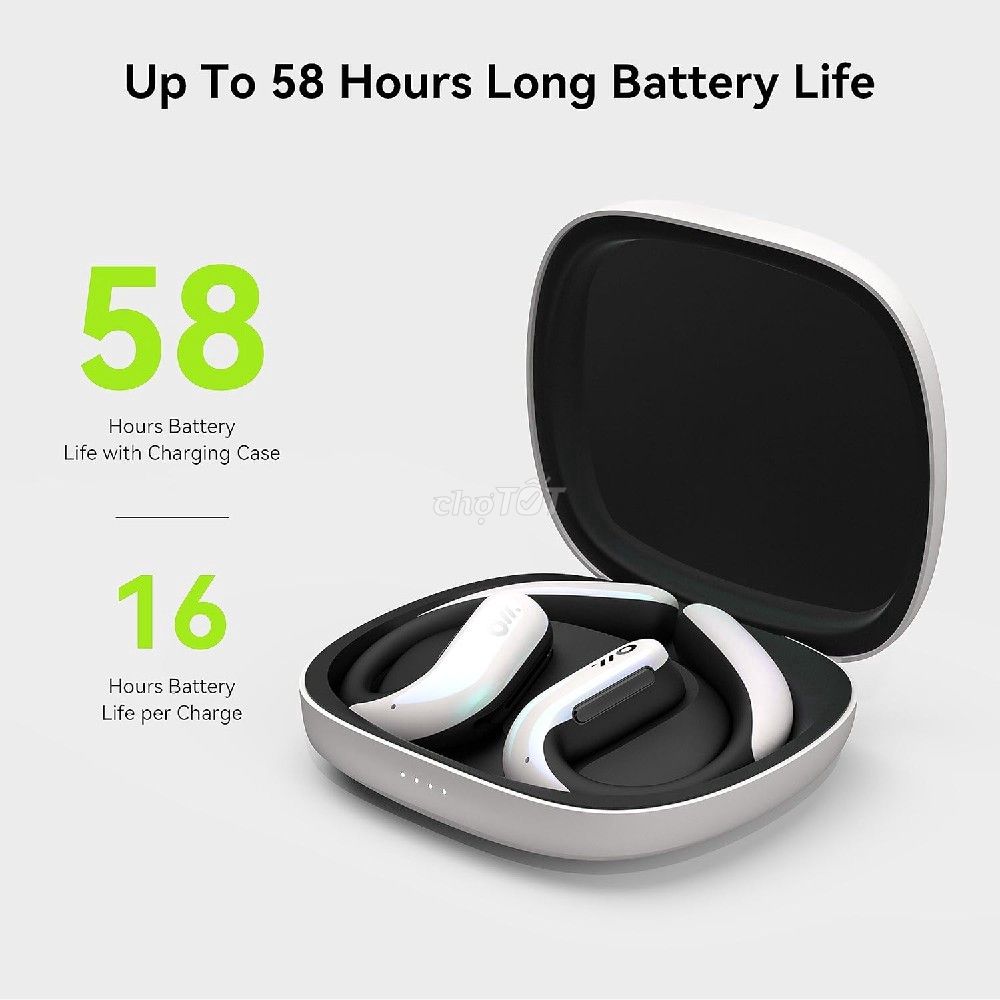 Up To 58 Hours Long Battery Life
58
Hours Battery
Life with Charging Case
chợTỐT
16
Hours Battery
Life per Charge